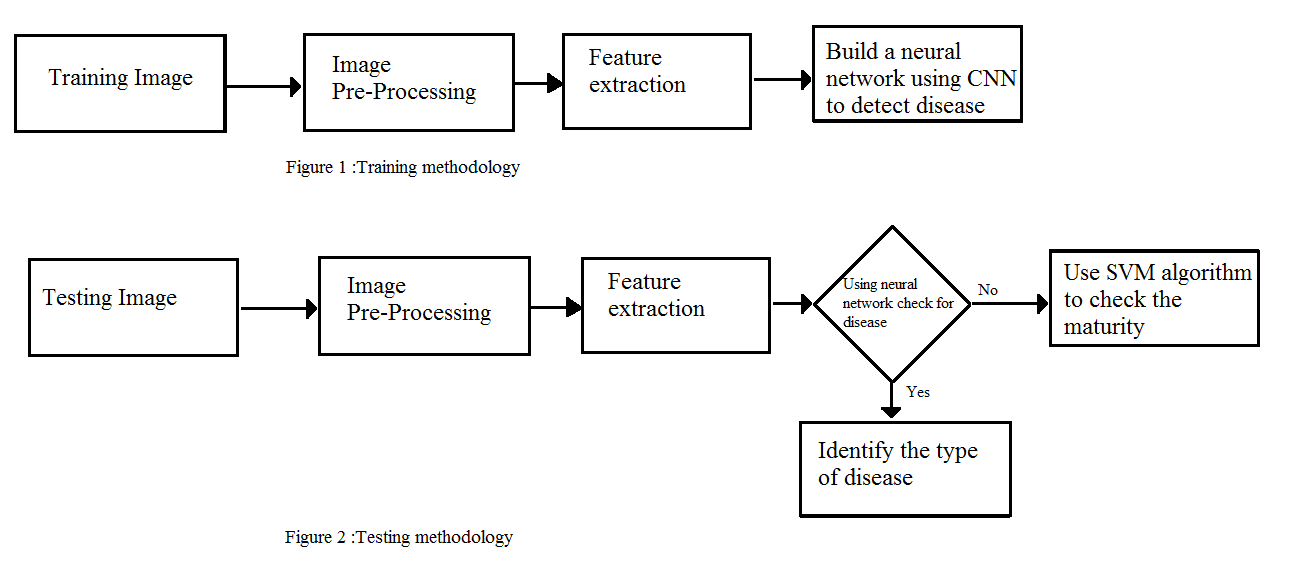 Training Image
Image
Pre-Processing
Feature
extraction
Build a neural
network using CNN
to detect disease
Figure 1 :Training methodology
Testing Image
Image
Pre-Processing
Feature
extraction
Using neural
network check for
disease
No
Use SVM algorithm
to check the
maturity
Yes
Identify the type
of disease
Figure 2 :Testing methodology